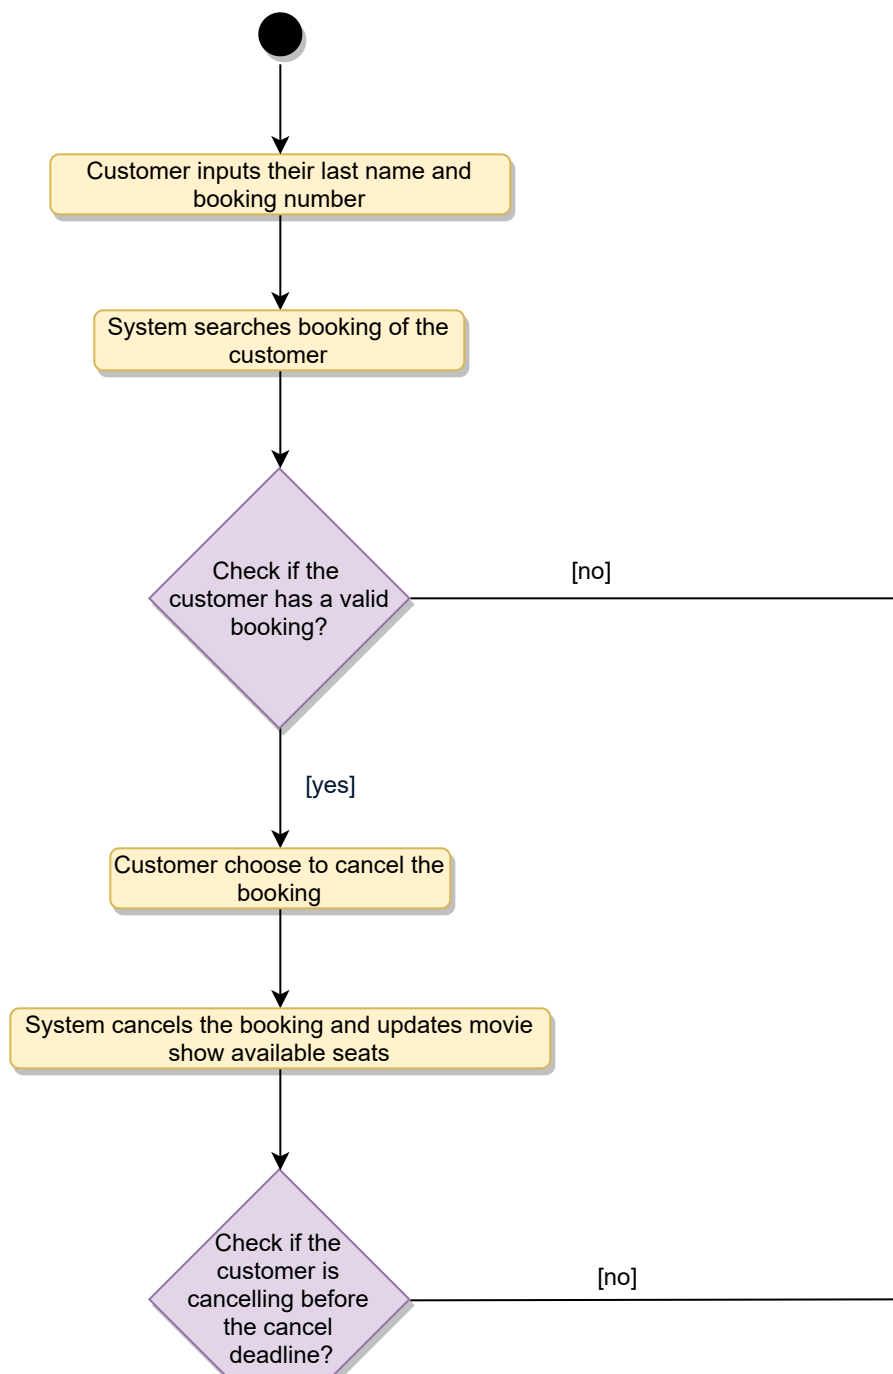 Customer inputs their last name and
booking number
System searches booking of the
customer
Check if the
customer has a valid
booking?
[no]
[yes]
Customer choose to cancel the
booking
System cancels the booking and updates movie
show available seats
Check if the
customer is
cancelling before
the cancel
deadline?
[no]